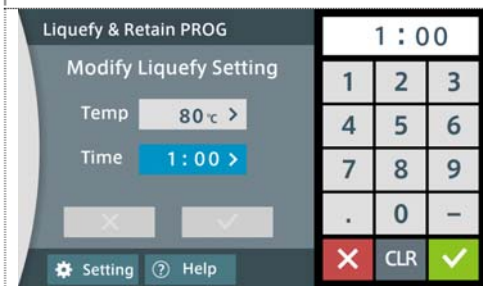 Liquefy & Retain PROG
Modify Liquefy Setting
Temp 80℃ >
Time 1:00 >
Setting ? Help
1:00
1 2 3
4 5 6
7 8 9
. 0 -
CLR